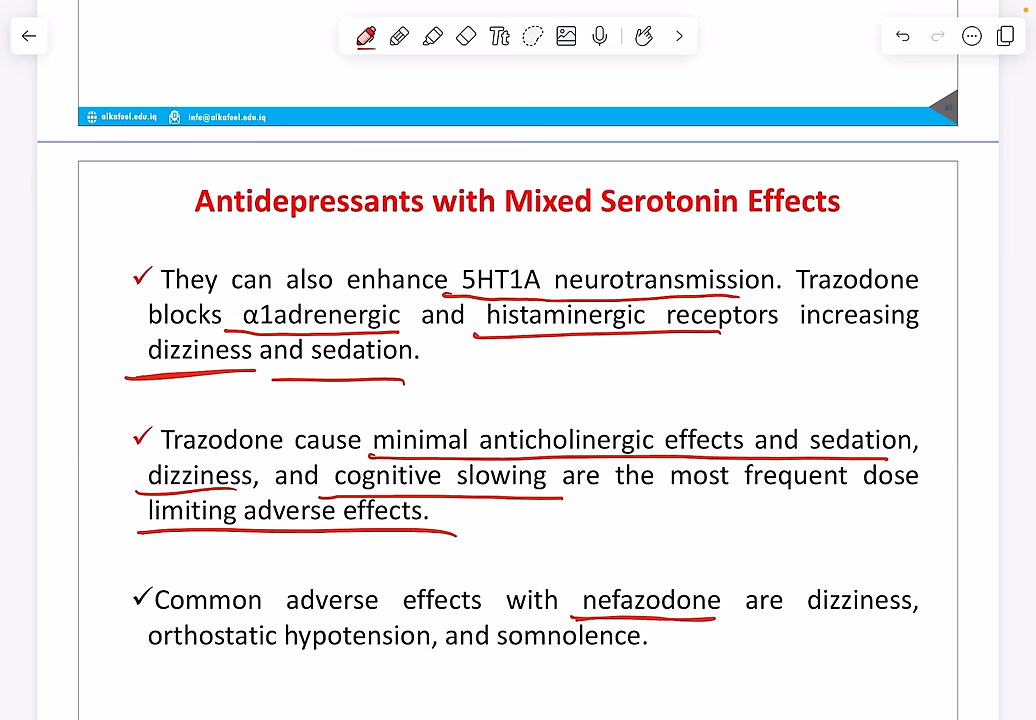 Tt
alkafeel.edu.iq info@alkafeel.edu.iq
Antidepressants with Mixed Serotonin Effects
✓ They can also enhance 5HT1A neurotransmission. Trazodone
blocks α1adrenergic and histaminergic receptors increasing
dizziness and sedation.
✓ Trazodone cause minimal anticholinergic effects and sedation,
dizziness, and cognitive slowing are the most frequent dose
limiting adverse effects.
✓Common adverse effects with nefazodone are dizziness,
orthostatic hypotension, and somnolence.